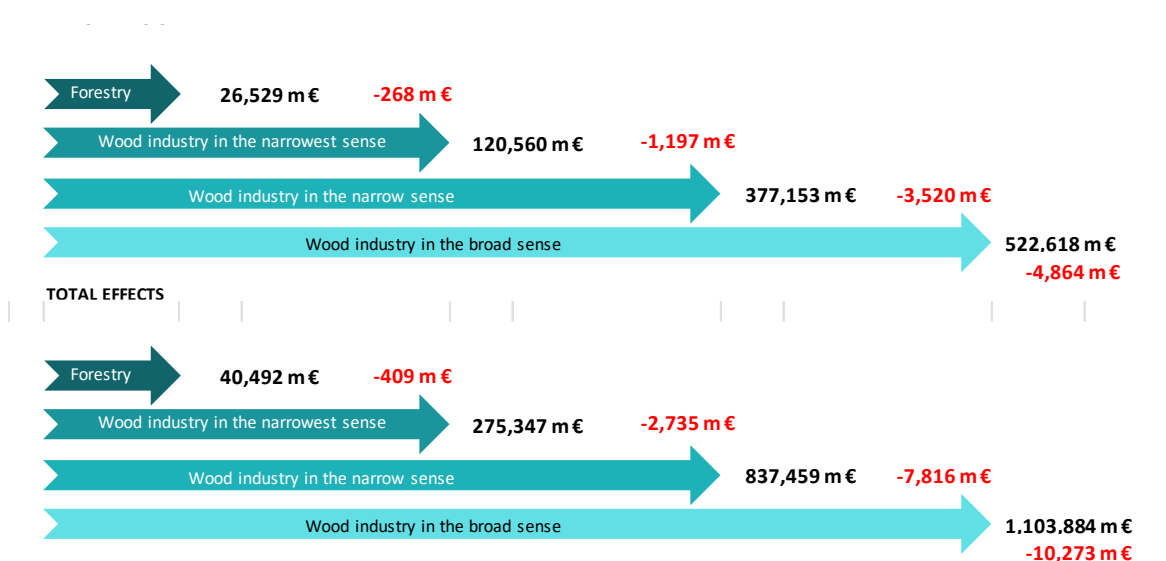 Forestry 26,529 m € -268 m €
Wood industry in the narrowest sense 120,560 m € -1,197 m €
Wood industry in the narrow sense 377,153 m € -3,520 m €
Wood industry in the broad sense 522,618 m €
-4,864 m €
TOTAL EFFECTS
Forestry 40,492 m € -409 m €
Wood industry in the narrowest sense 275,347 m € -2,735 m €
Wood industry in the narrow sense 837,459 m € -7,816 m €
Wood industry in the broad sense 1,103,884 m €
-10,273 m €